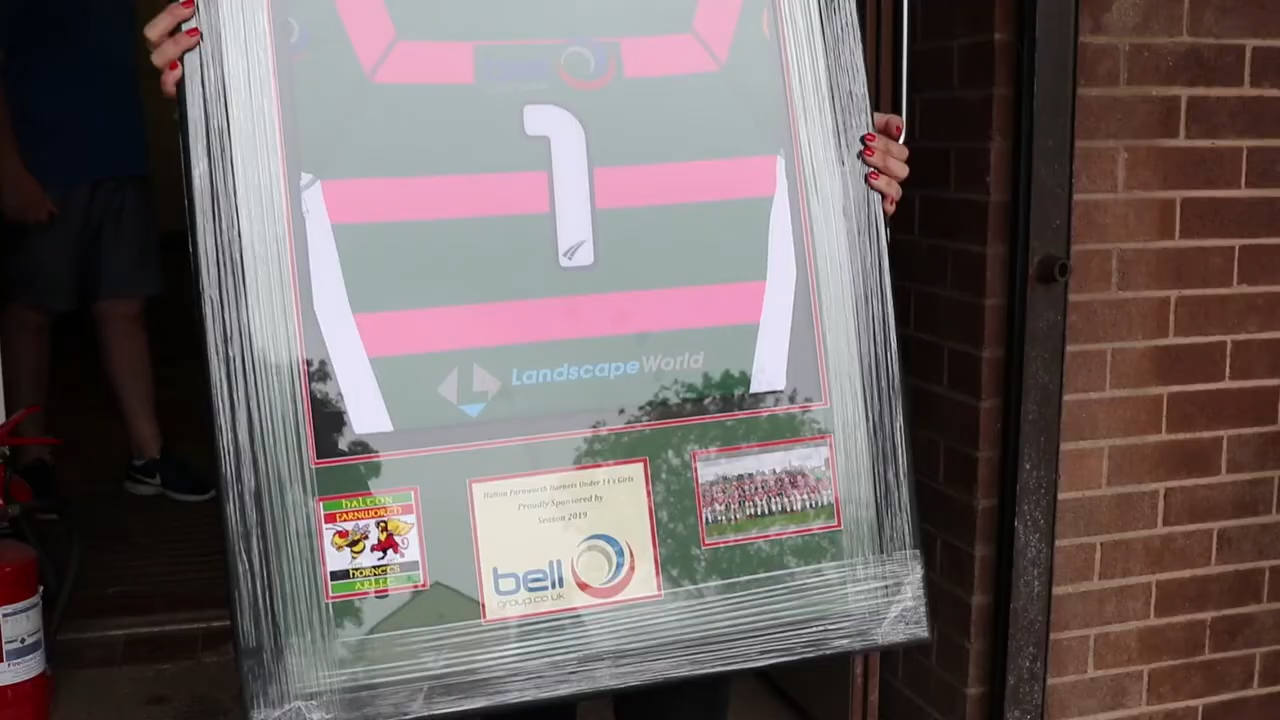 1
LandscapeWorld
Halton Farnworth Hornets Under 14's Girls
Proudly Sponsored by
Season 2019
bell
group.co.uk
HALTON
FARNWORTH
HORNETS
ARLFC